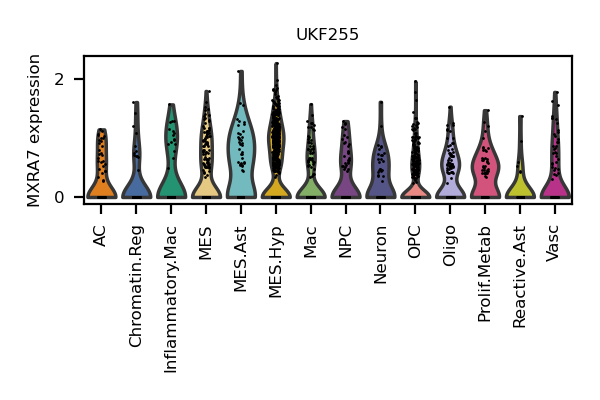 UKF255
MXRA7 expression
2
0
AC
Chromatin.Reg
Inflammatory.Mac
MES
MES.Ast
MES.Hyp
Mac
NPC
Neuron
OPC
Oligo
Prolif.Metab
Reactive.Ast
Vasc